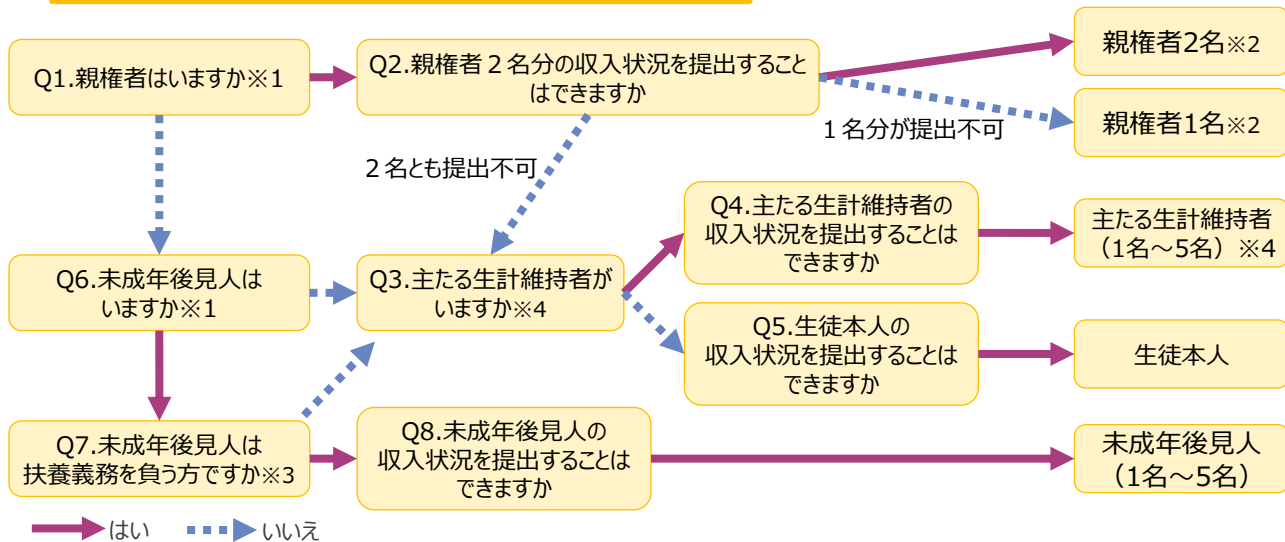 Q1.親権者はいますか※1
Q2.親権者２名分の収入状況を提出すること
はできますか
親権者2名※2
親権者1名※2
１名分が提出不可
２名とも提出不可
Q6.未成年後見人は
いますか※1
Q3.主たる生計維持者が
いますか※4
Q4.主たる生計維持者の
収入状況を提出することは
できますか
主たる生計維持者
（1名～5名）※4
Q5.生徒本人の
収入状況を提出することは
できますか
生徒本人
Q7.未成年後見人は
扶養義務を負う方ですか※3
Q8.未成年後見人の
収入状況を提出することは
できますか
未成年後見人
（1名～5名）
はい
いいえ